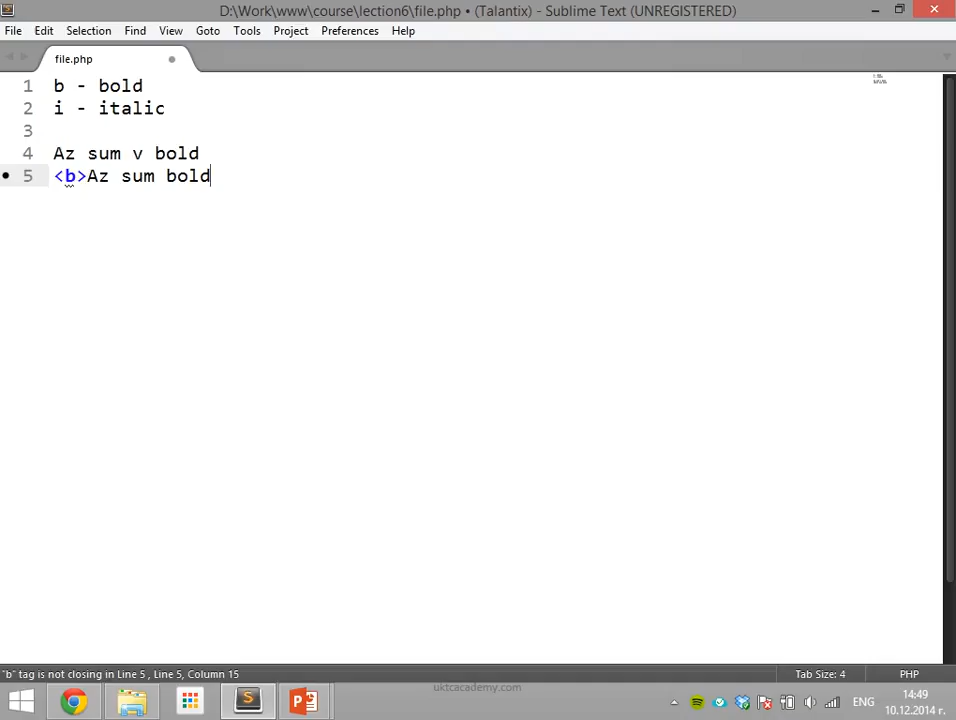 D:\Work\www\course\lection6\file.php • (Talantix) - Sublime Text (UNREGISTERED)
File Edit Selection Find View Goto Tools Project Preferences Help
file.php
1 b - bold
2 i - italic
3
4 Az sum v bold
5 <b>Az sum bold
"b" tag is not closing in Line 5 , Line 5, Column 15 Tab Size: 4 PHP
uktcacademy.com
ENG 14:49
10.12.2014 г.